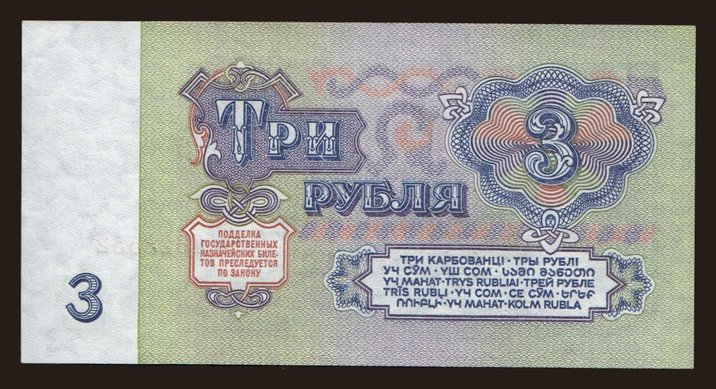 ТРИ
РУБЛЯ
3
ПОДДЕЛКА
ГОСУДАРСТВЕННЫХ
КАЗНАЧЕЙСКИХ БИЛЕ-
ТОВ ПРЕСЛЕДУЕТСЯ
ПО ЗАКОНУ
ТРИ КАРБОВАНЦІ · ТРЫ РУБЛІ
УЧ СЎМ · ҮШ СОМ · ᲡᲐᲛᲘ ᲛᲐᲜᲔᲗᲘ
ҮЧ МАНАТ · TRYS RUBLIAI · ТРЕЙ РУБЛЕ
TRĪS RUBĻI · ҮЧ СОМ · СЕ СӮМ · ԵՐԵՔ
ՌՈՒԲԼԻ · ҮЧ МАНАТ · KOLM RUBLA
3